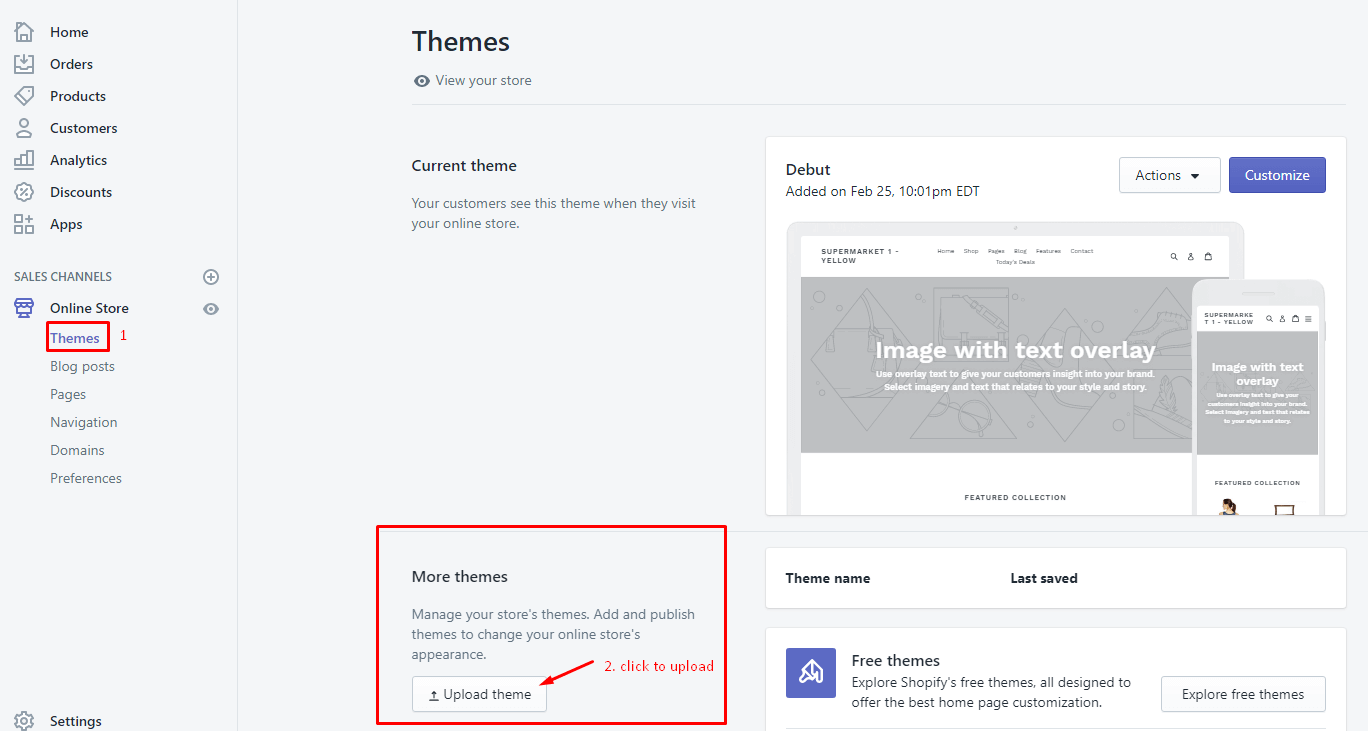 Home
Orders
Products
Customers
Analytics
Discounts
Apps
SALES CHANNELS
Online Store
Themes 1
Blog posts
Pages
Navigation
Domains
Preferences
Settings
Themes
View your store
Current theme
Your customers see this theme when they visit
your online store.
Debut
Added on Feb 25, 10:01pm EDT
Actions
Customize
SUPERMARKET 1 -
YELLOW
Home Shop Pages Blog Features Contact
Today's Deals
Image with text overlay
Use overlay text to give your customers insight into your brand.
Select imagery and text that relates to your style and story.
FEATURED COLLECTION
SUPERMARKE
T 1 - YELLOW
Image with text
overlay
Use overlay text to give your
customers insight into your brand.
Select imagery and text that relates
to your style and story.
FEATURED COLLECTION
More themes
Manage your store's themes. Add and publish
themes to change your online store's
appearance.
2. click to upload
Upload theme
Theme name Last saved
Free themes
Explore Shopify's free themes, all designed to
offer the best home page customization.
Explore free themes